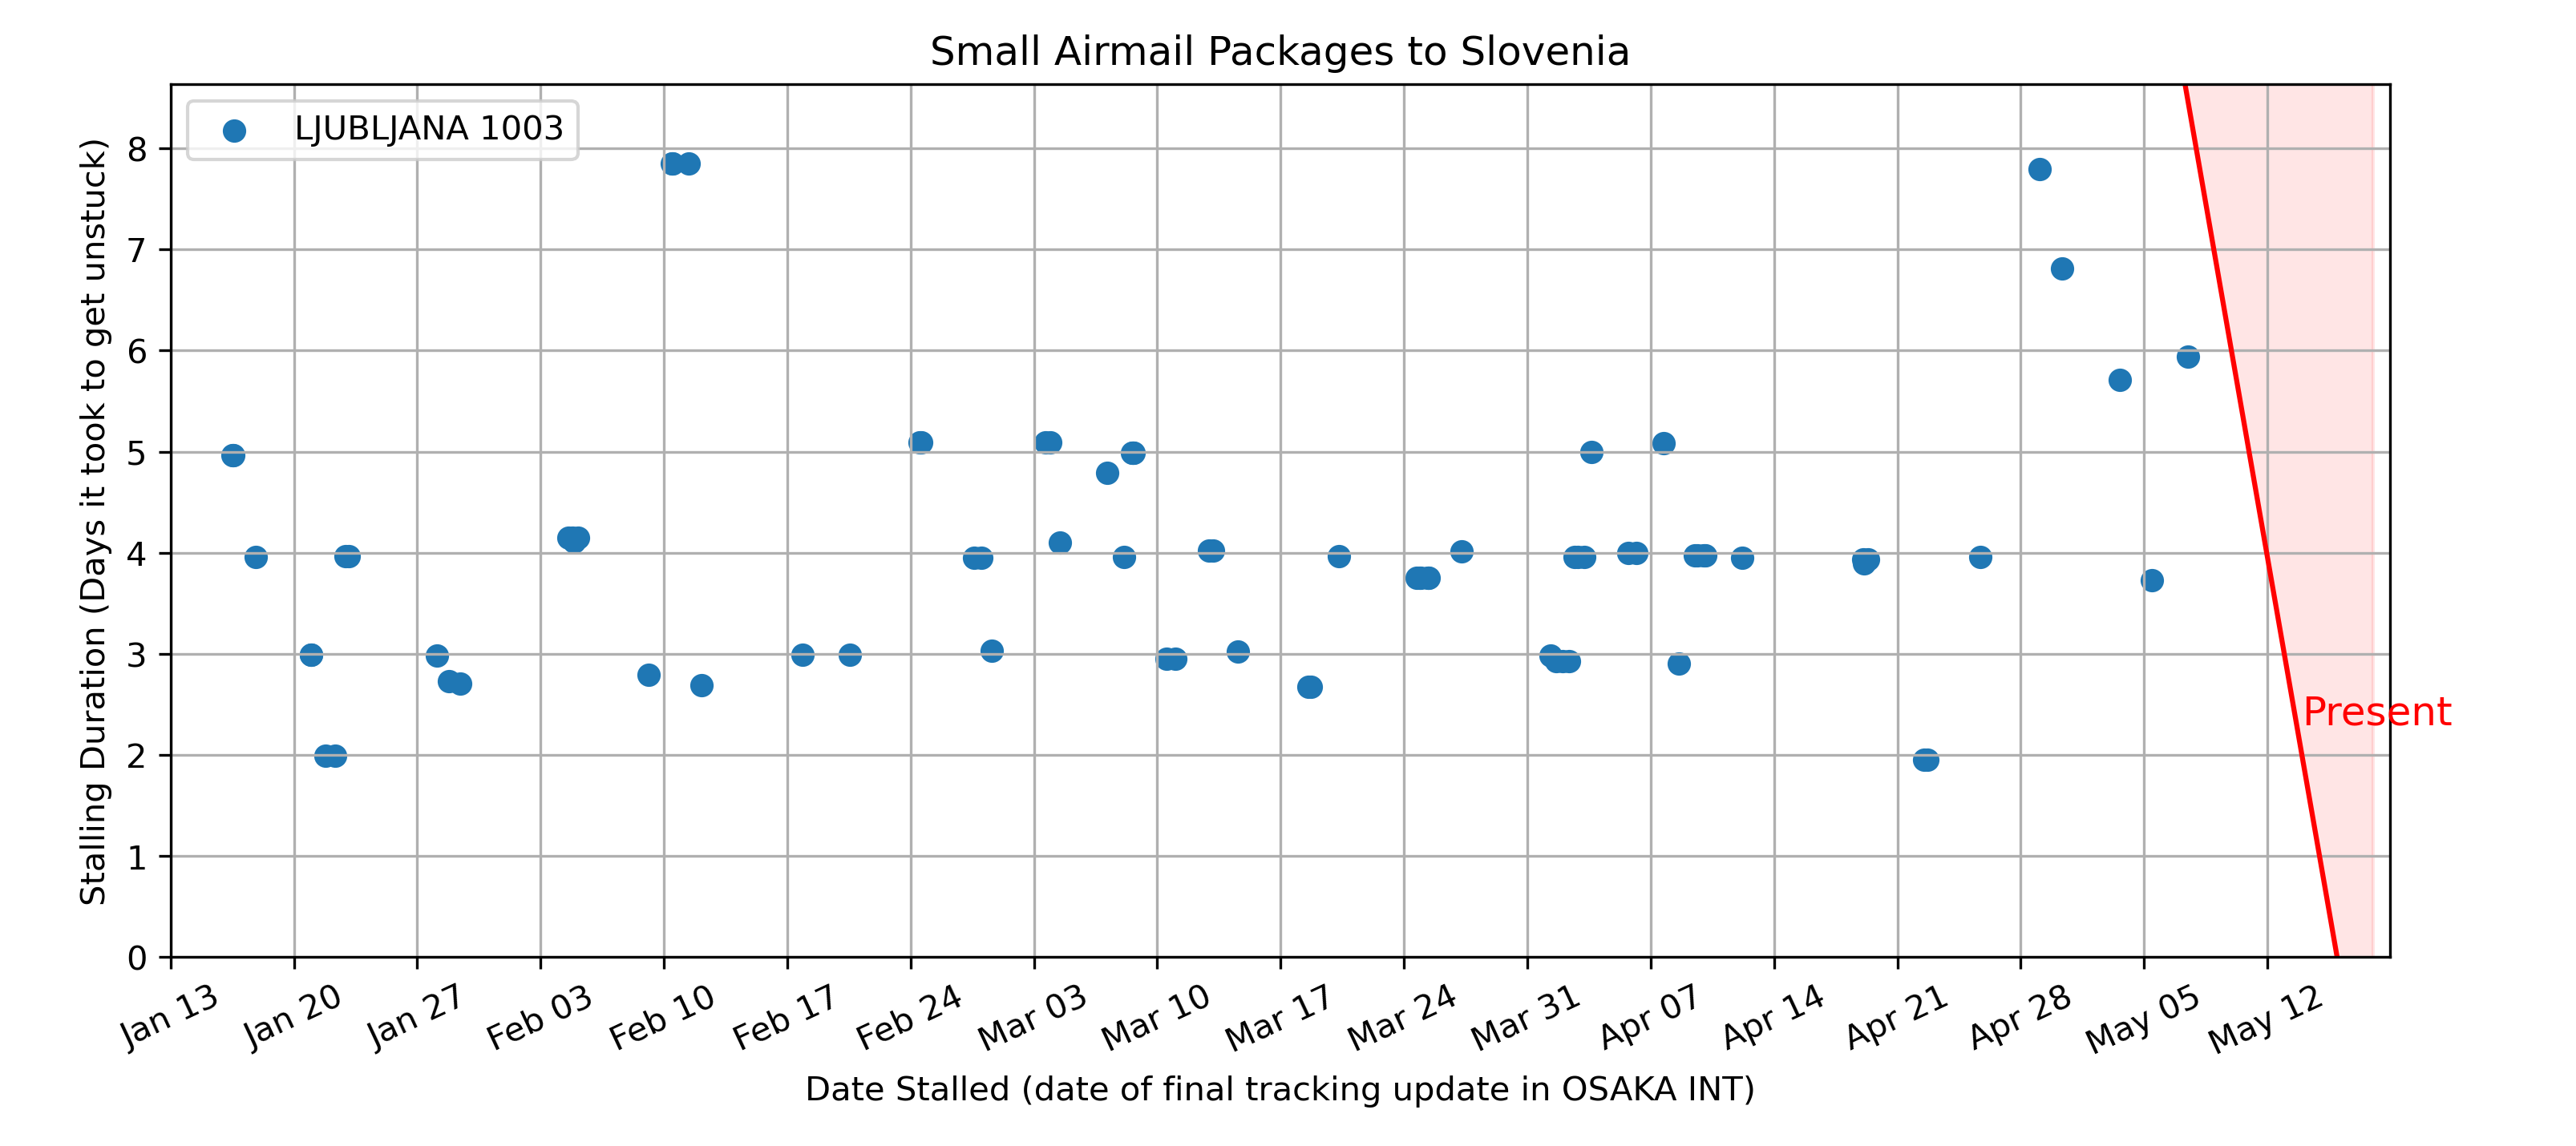 Small Airmail Packages to Slovenia
LJUBLJANA 1003
Stalling Duration (Days it took to get unstuck)
8
7
6
5
4
3
2
1
0
Present
Jan 13 Jan 20 Jan 27 Feb 03 Feb 10 Feb 17 Feb 24 Mar 03 Mar 10 Mar 17 Mar 24 Mar 31 Apr 07 Apr 14 Apr 21 Apr 28 May 05 May 12
Date Stalled (date of final tracking update in OSAKA INT)